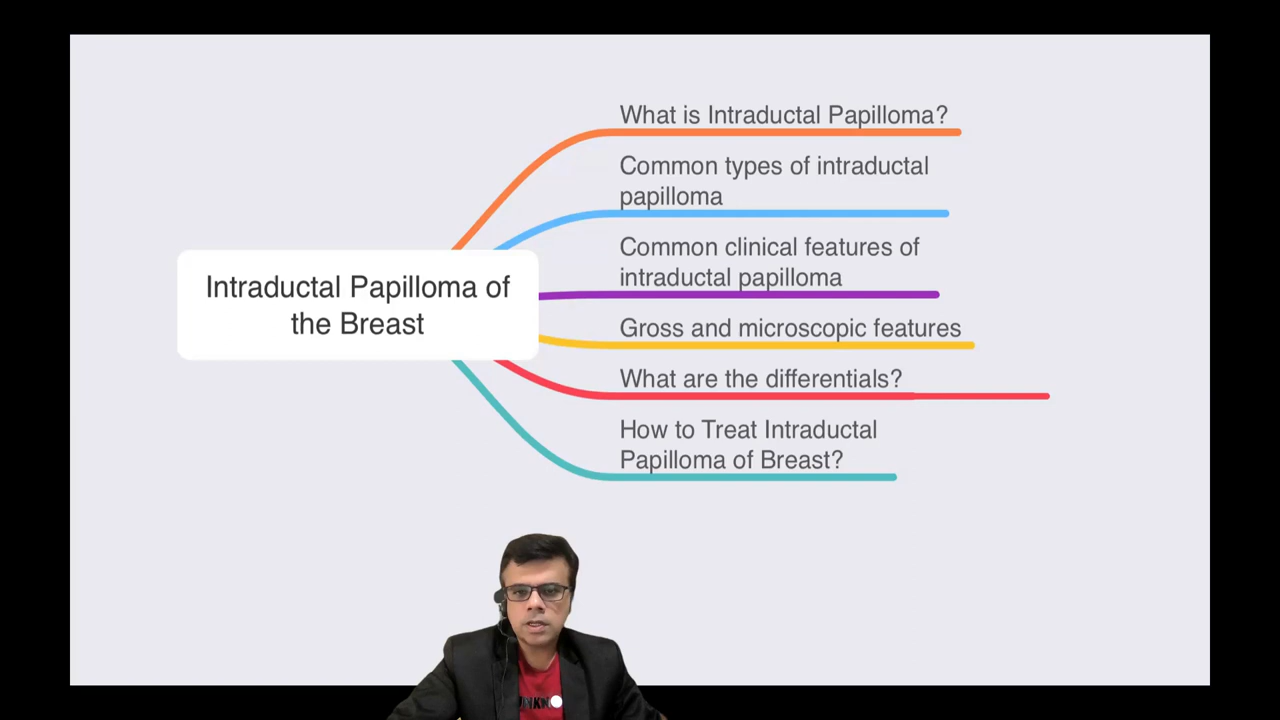 Intraductal Papilloma of
the Breast
What is Intraductal Papilloma?
Common types of intraductal
papilloma
Common clinical features of
intraductal papilloma
Gross and microscopic features
What are the differentials?
How to Treat Intraductal
Papilloma of Breast?